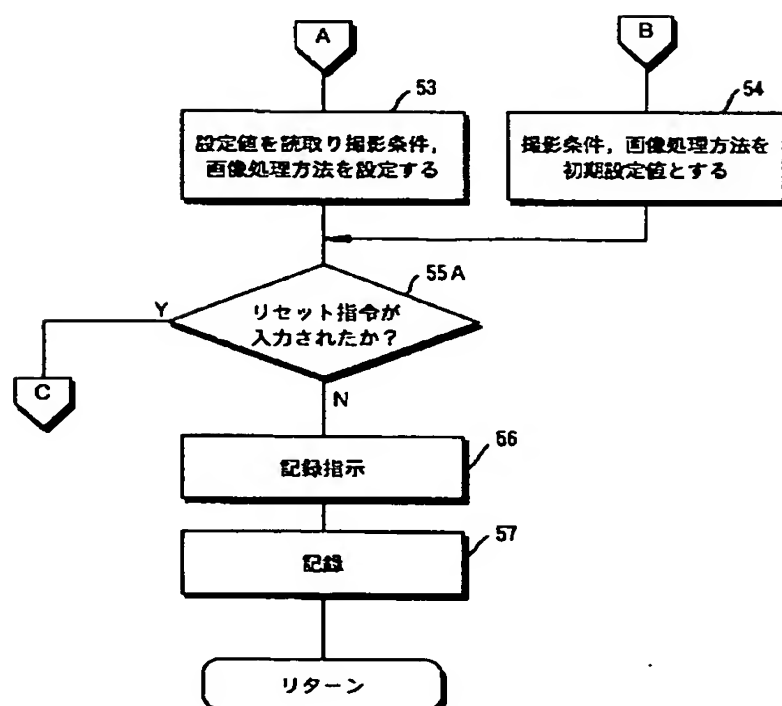 A
B
53
設定値を読取り撮影条件,
画像処理方法を設定する
54
撮影条件, 画像処理方法を
初期設定値とする
55A
リセット指令が
入力されたか?
Y
C
N
56
記録指示
57
記録
リターン